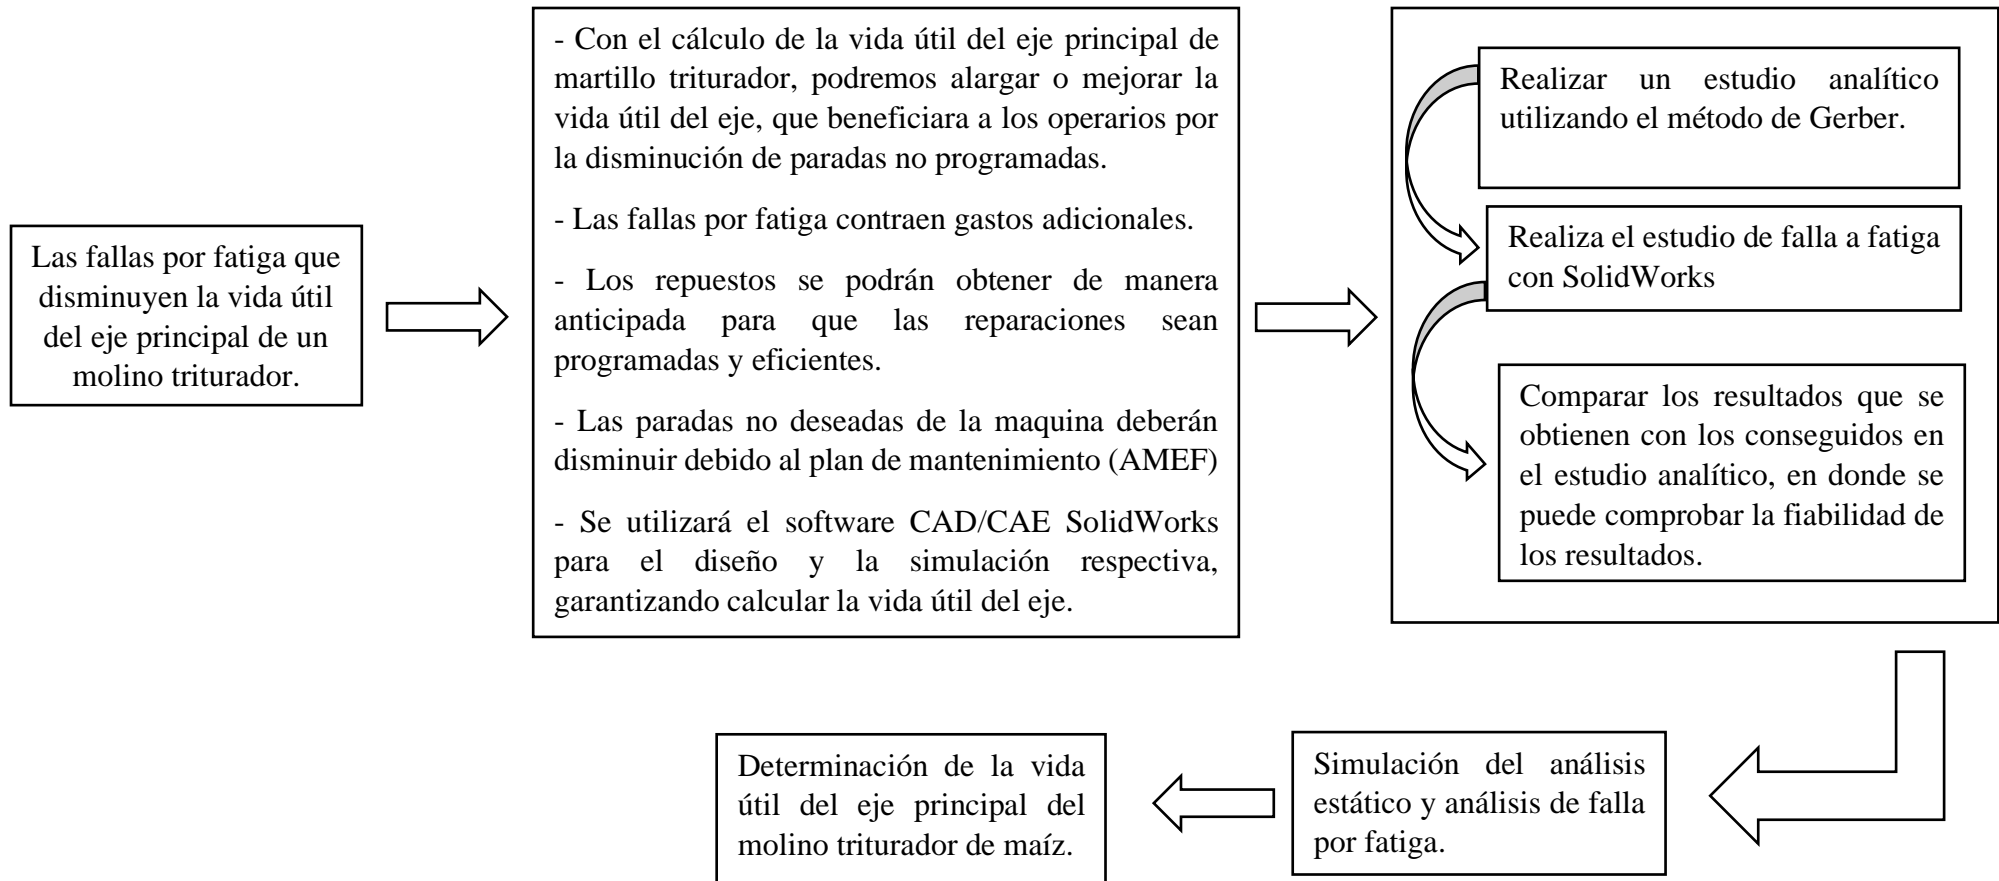 Las fallas por fatiga que
disminuyen la vida útil
del eje principal de un
molino triturador.
- Con el cálculo de la vida útil del eje principal de
martillo triturador, podremos alargar o mejorar la
vida útil del eje, que beneficiara a los operarios por
la disminución de paradas no programadas.
- Las fallas por fatiga contraen gastos adicionales.
- Los repuestos se podrán obtener de manera
anticipada para que las reparaciones sean
programadas y eficientes.
- Las paradas no deseadas de la maquina deberán
disminuir debido al plan de mantenimiento (AMEF)
- Se utilizará el software CAD/CAE SolidWorks
para el diseño y la simulación respectiva,
garantizando calcular la vida útil del eje.
Realizar un estudio analítico
utilizando el método de Gerber.
Realiza el estudio de falla a fatiga
con SolidWorks
Comparar los resultados que se
obtienen con los conseguidos en
el estudio analítico, en donde se
puede comprobar la fiabilidad de
los resultados.
Simulación del análisis
estático y análisis de falla
por fatiga.
Determinación de la vida
útil del eje principal del
molino triturador de maíz.